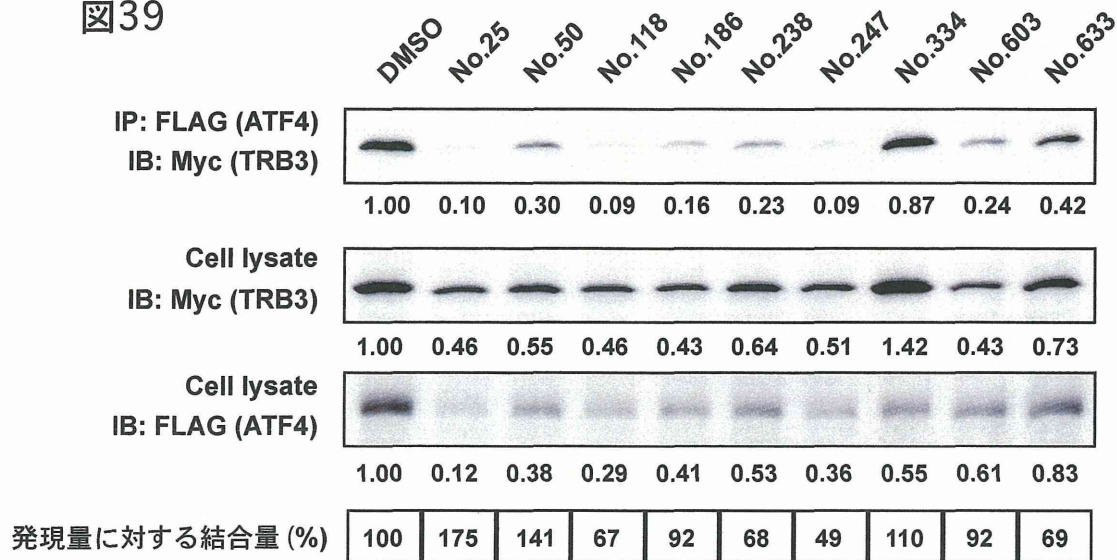 図39
DMSO No.25 No.50 No.118 No.186 No.238 No.247 No.334 No.603 No.633
IP: FLAG (ATF4)
IB: Myc (TRB3)
1.00 0.10 0.30 0.09 0.16 0.23 0.09 0.87 0.24 0.42
Cell lysate
IB: Myc (TRB3)
1.00 0.46 0.55 0.46 0.43 0.64 0.51 1.42 0.43 0.73
Cell lysate
IB: FLAG (ATF4)
1.00 0.12 0.38 0.29 0.41 0.53 0.36 0.55 0.61 0.83
発現量に対する結合量 (%) 100 175 141 67 92 68 49 110 92 69